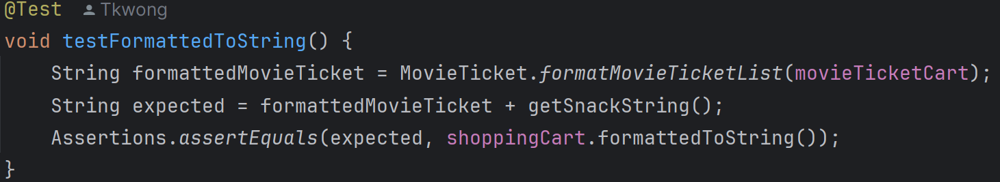 @Test Tkwong
void testFormattedToString() {
    String formattedMovieTicket = MovieTicket.formatMovieTicketList(movieTicketCart);
    String expected = formattedMovieTicket + getSnackString();
    Assertions.assertEquals(expected, shoppingCart.formattedToString());
}